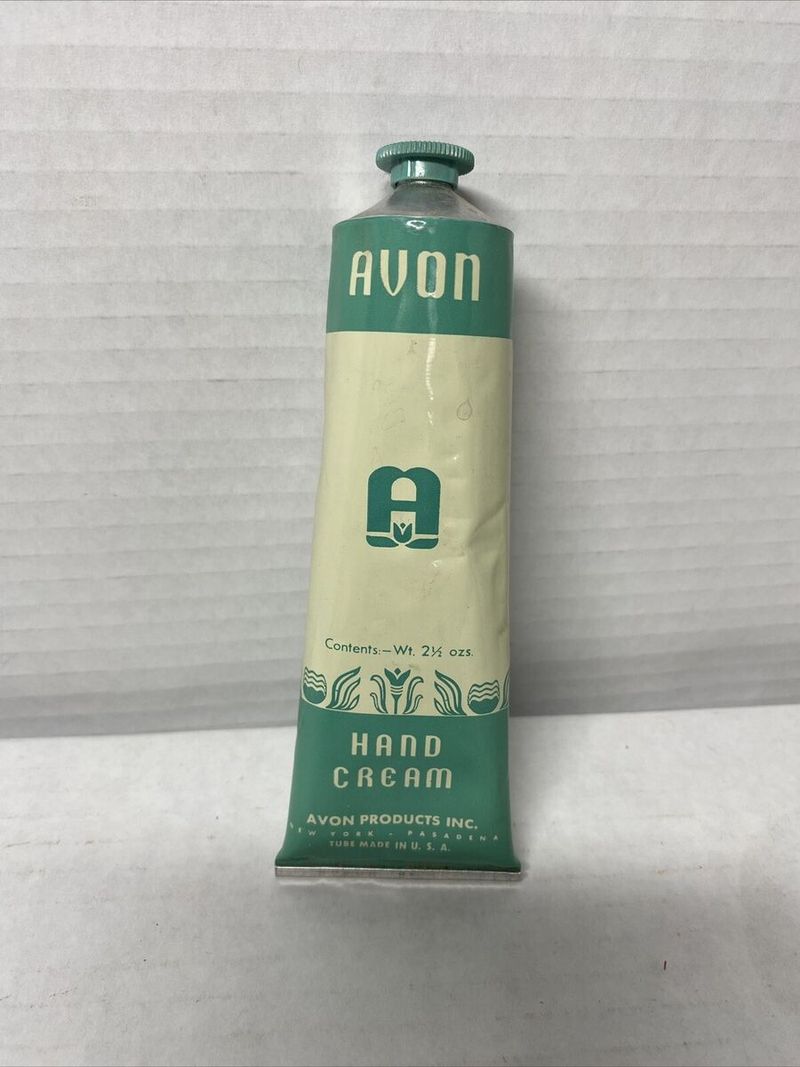 AVON
A
Contents:—Wt. 2½ ozs.
HAND
CREAM
AVON PRODUCTS INC.
NEW YORK - PASADENA
TUBE MADE IN U. S. A.